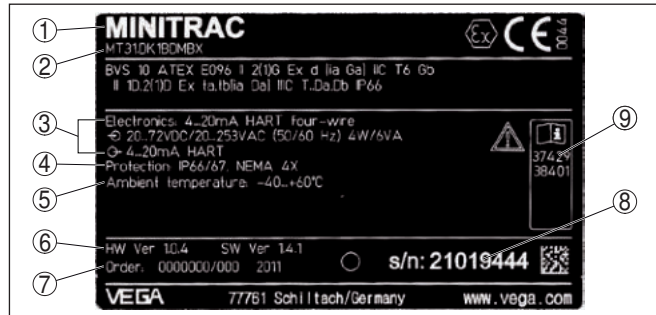 ① MINITRAC
② MT31.DK1BDMBX
Ex CE 0044
BVS 10 ATEX E096 II 2(1)G Ex d [ia Ga] IIC T6 Gb
II 1D,2(1)D Ex ta,tb[ia Da] IIIC T..Da,Db IP66
③ Electronics: 4...20mA HART four-wire
20...72VDC/20...253VAC (50/60 Hz) 4W/6VA
4...20mA HART
④ Protection: IP66/67, NEMA 4X
⑤ Ambient temperature: -40...+60°C
⑨
i
37429
38401
⑧
⑥ HW Ver 1.0.4 SW Ver 1.4.1
⑦ Order: 0000000/000 2011
s/n: 21019444
VEGA 77761 Schiltach/Germany www.vega.com